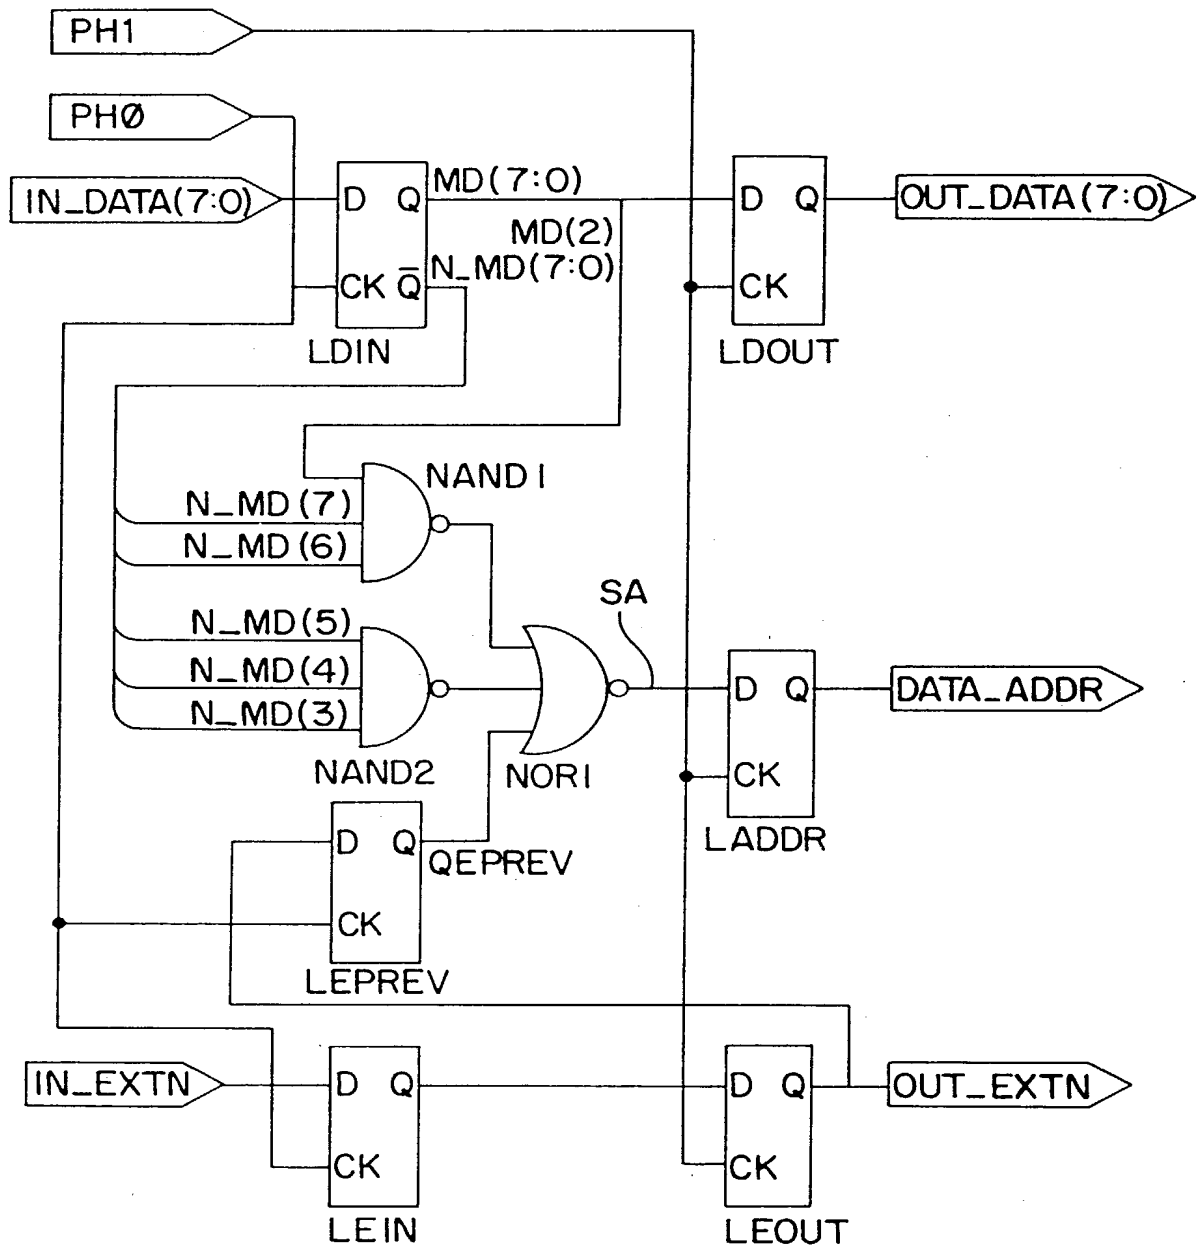 PH1
PHØ
IN_DATA(7:0)
D Q
MD(7:0)
D Q
OUT_DATA(7:0)
MD(2)
CK Q̅
N_MD(7:0)
CK
LDIN
LDOUT
NAND1
N_MD(7)
N_MD(6)
SA
N_MD(5)
N_MD(4)
N_MD(3)
D Q
DATA_ADDR
NAND2
NOR1
CK
LADDR
D Q
QEPREV
CK
LEPREV
IN_EXTN
D Q
D Q
OUT_EXTN
CK
CK
LEIN
LEOUT